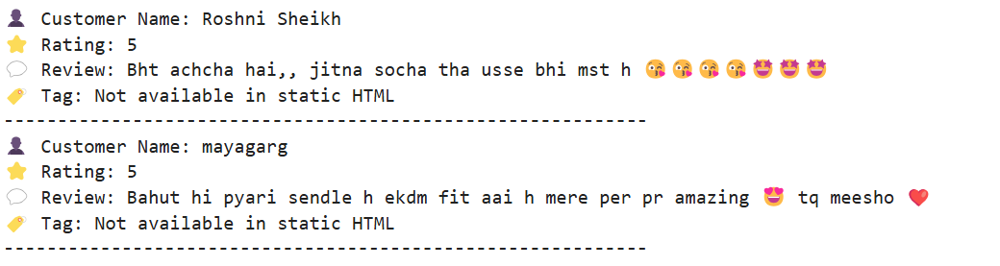 👤 Customer Name: Roshni Sheikh
⭐ Rating: 5
💬 Review: Bht achcha hai,, jitna socha tha usse bhi mst h 😘😘😘😘🤩🤩🤩
🏷️ Tag: Not available in static HTML
------------------------------------------------------------
👤 Customer Name: mayagarg
⭐ Rating: 5
💬 Review: Bahut hi pyari sendle h ekdm fit aai h mere per pr amazing 😍 tq meesho ❤️
🏷️ Tag: Not available in static HTML
------------------------------------------------------------